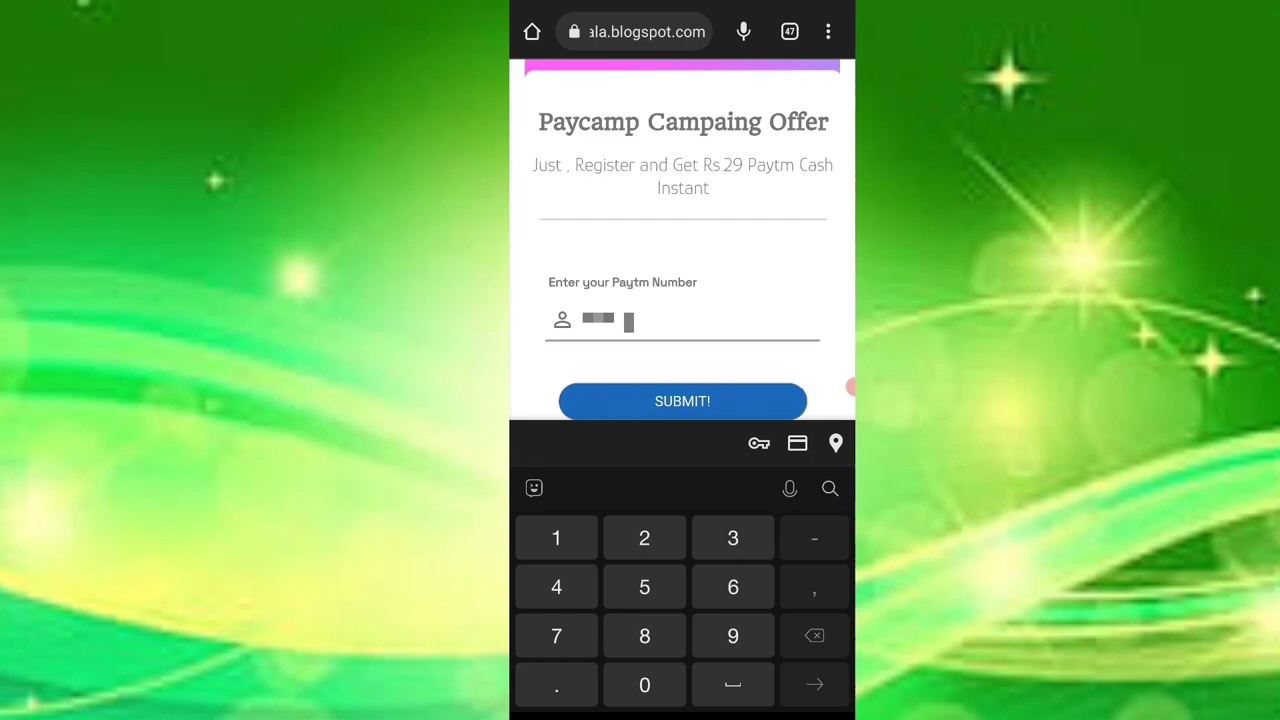 ala.blogspot.com
47
Paycamp Campaing Offer
Just , Register and Get Rs.29 Paytm Cash
Instant
Enter your Paytm Number
SUBMIT!
1 2 3 -
4 5 6 ,
7 8 9
. 0